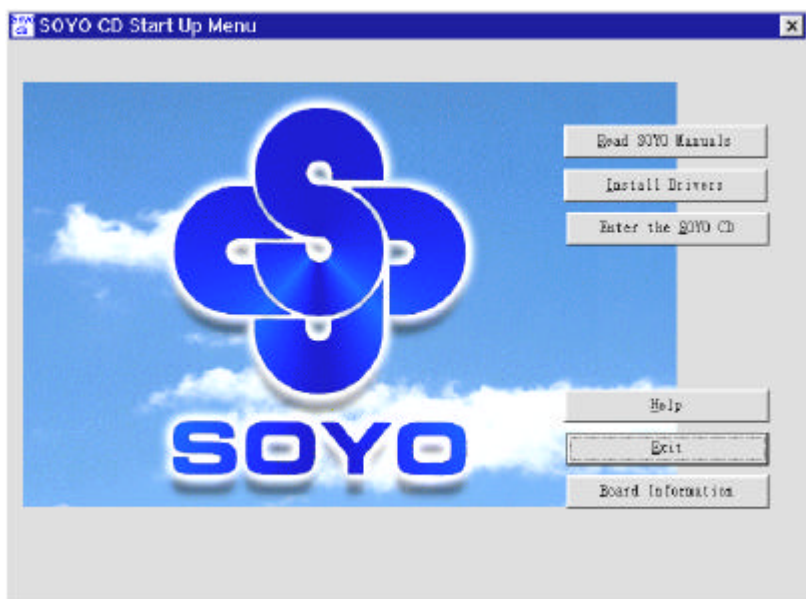 SOYO CD Start Up Menu
Read SOYO Manuals
Install Drivers
Enter the SOYO CD
SOYO
Help
Exit
Board Information